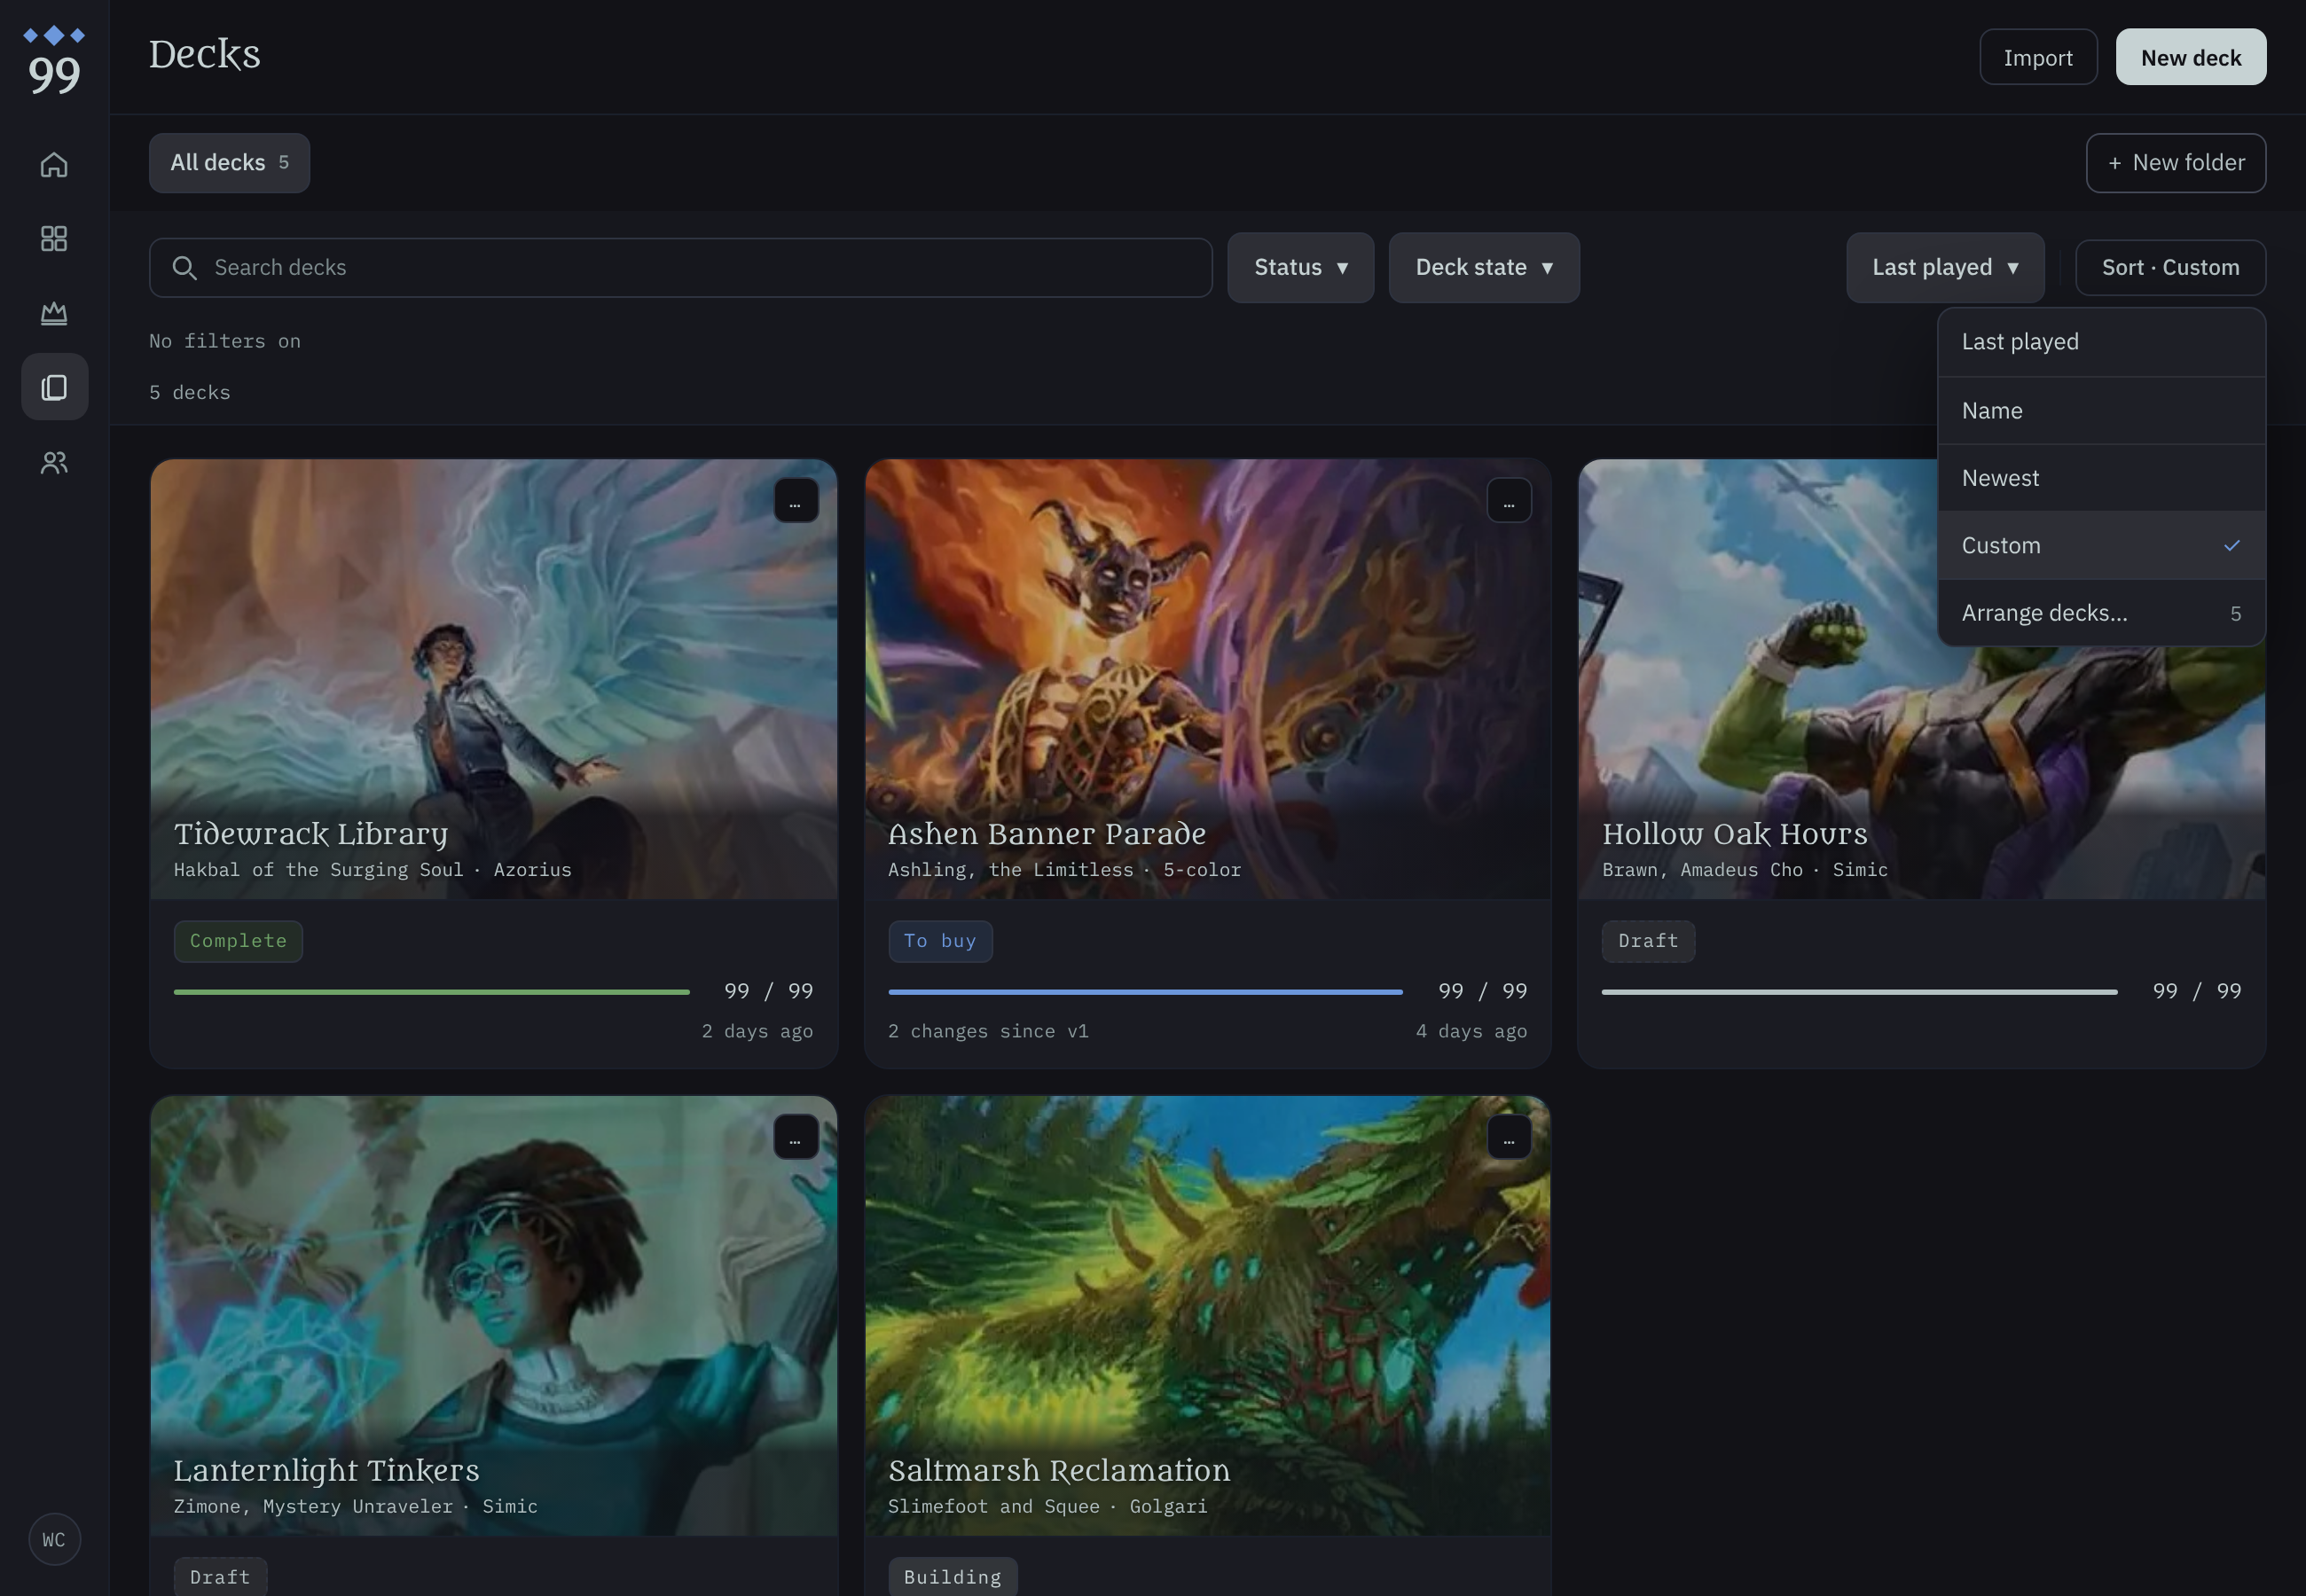 99
Decks
Import
New deck
All decks 5
+ New folder
Search decks
Status ▾
Deck state ▾
Last played ▾
Sort · Custom
No filters on
5 decks
Last played
Name
Newest
Custom
Arrange decks... 5
...
...
Tidewrack Library
Hakbal of the Surging Soul · Azorius
Complete
99 / 99
2 days ago
Ashen Banner Parade
Ashling, the Limitless · 5-color
To buy
99 / 99
2 changes since v1
4 days ago
Hollow Oak Hours
Brawn, Amadeus Cho · Simic
Draft
99 / 99
...
...
Lanternlight Tinkers
Zimone, Mystery Unraveler · Simic
Draft
Saltmarsh Reclamation
Slimefoot and Squee · Golgari
Building
WC